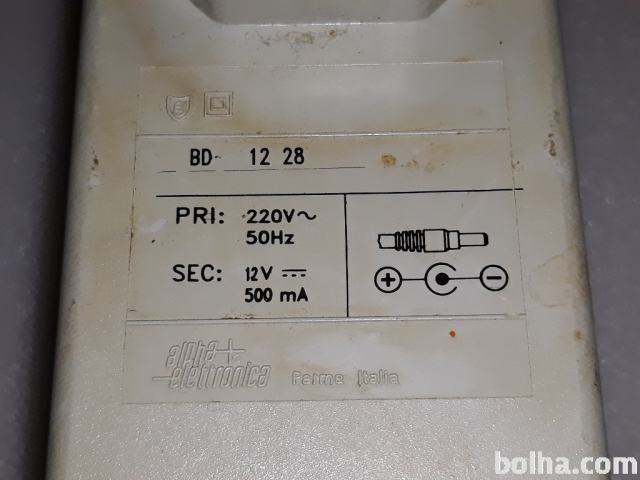 BD- 12 28
PRI: 220V~
50Hz
SEC: 12V ⎓
500 mA
+ -
alpha
elettronica Parma Italia
bolha.com